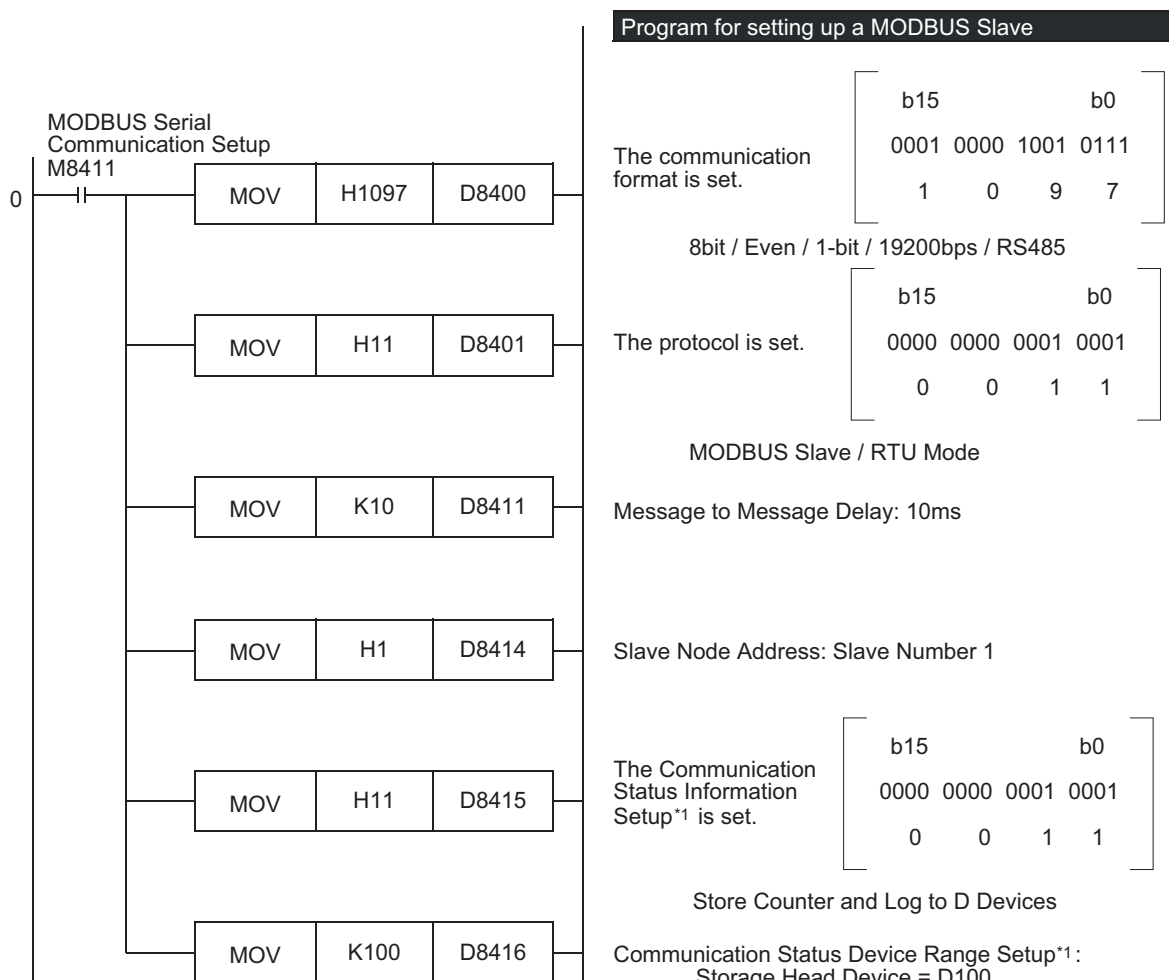 Program for setting up a MODBUS Slave
MODBUS Serial
Communication Setup
M8411
0
MOV H1097 D8400
The communication
format is set.
b15 b0
0001 0000 1001 0111
1 0 9 7
8bit / Even / 1-bit / 19200bps / RS485
MOV H11 D8401
The protocol is set.
b15 b0
0000 0000 0001 0001
0 0 1 1
MODBUS Slave / RTU Mode
MOV K10 D8411
Message to Message Delay: 10ms
MOV H1 D8414
Slave Node Address: Slave Number 1
MOV H11 D8415
The Communication
Status Information
Setup*1 is set.
b15 b0
0000 0000 0001 0001
0 0 1 1
Store Counter and Log to D Devices
MOV K100 D8416
Communication Status Device Range Setup*1:
Storage Head Device = D100